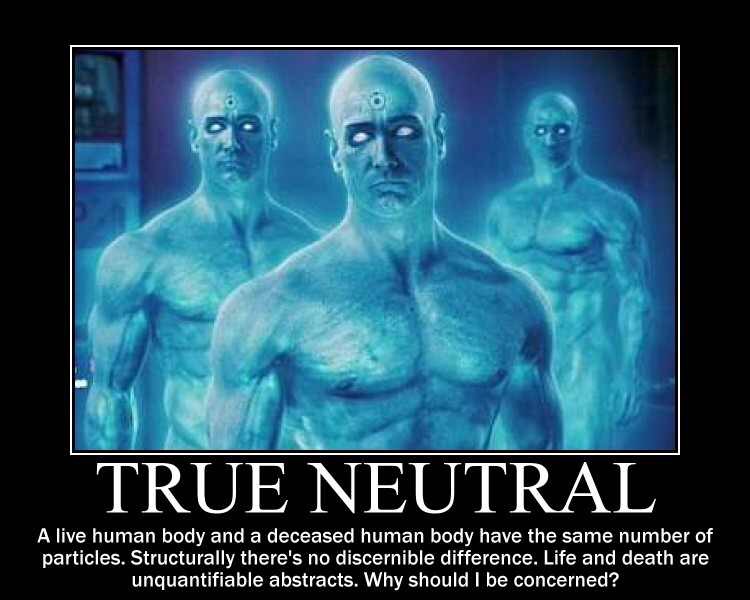 TRUE NEUTRAL
A live human body and a deceased human body have the same number of
particles. Structurally there's no discernible difference. Life and death are
unquantifiable abstracts. Why should I be concerned?